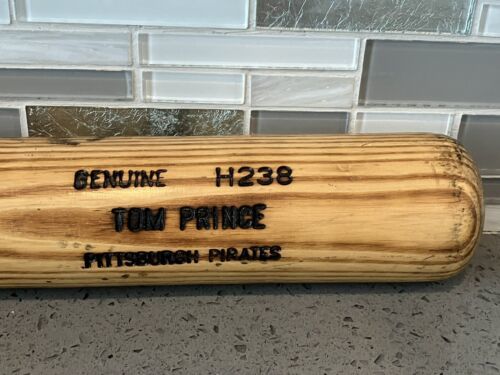 GENUINE H238
TOM PRINCE
PITTSBURGH PIRATES